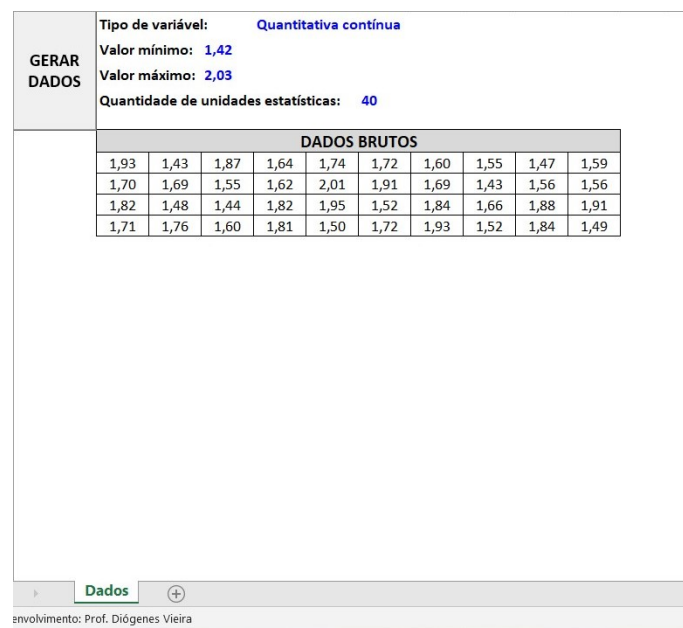 GERAR
DADOS
Tipo de variável: Quantitativa contínua
Valor mínimo: 1,42
Valor máximo: 2,03
Quantidade de unidades estatísticas: 40
DADOS BRUTOS
1,93 1,43 1,87 1,64 1,74 1,72 1,60 1,55 1,47 1,59
1,70 1,69 1,55 1,62 2,01 1,91 1,69 1,43 1,56 1,56
1,82 1,48 1,44 1,82 1,95 1,52 1,84 1,66 1,88 1,91
1,71 1,76 1,60 1,81 1,50 1,72 1,93 1,52 1,84 1,49
Dados
envolvimento: Prof. Diógenes Vieira